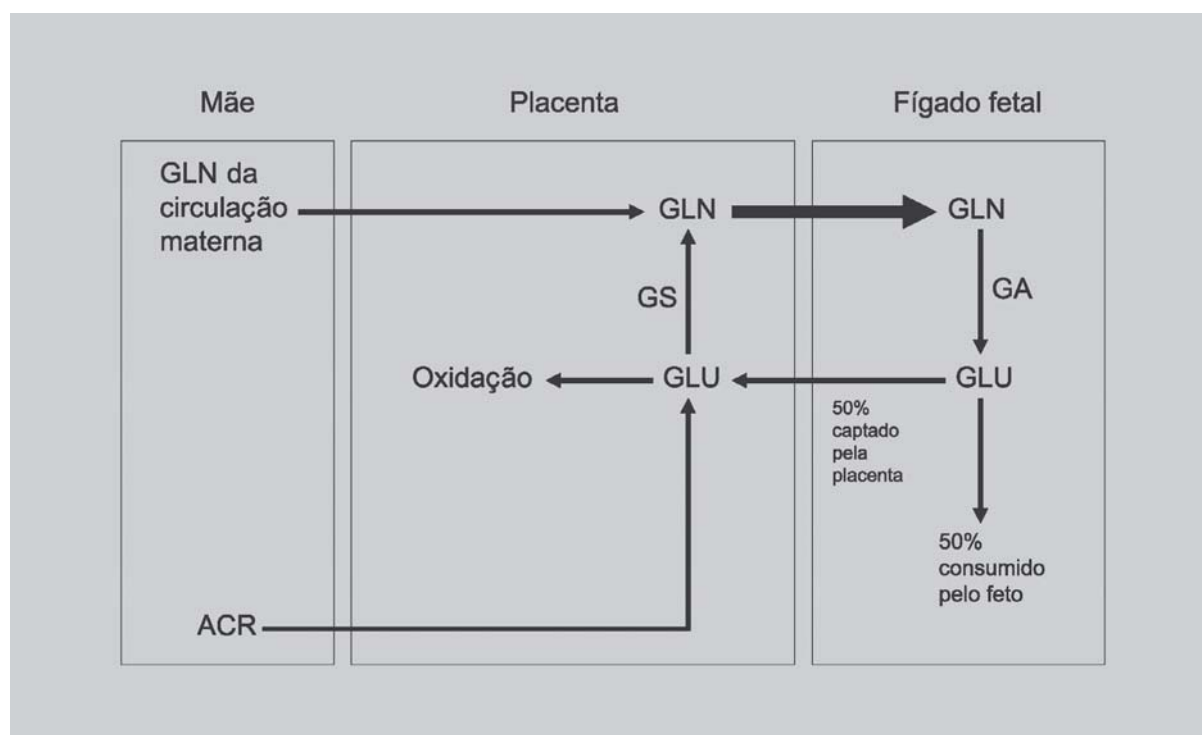 Mãe
Placenta
Fígado fetal
GLN da
circulação
materna
GLN
GLN
GS
GA
Oxidação
GLU
GLU
50%
captado
pela
placenta
50%
consumido
pelo feto
ACR